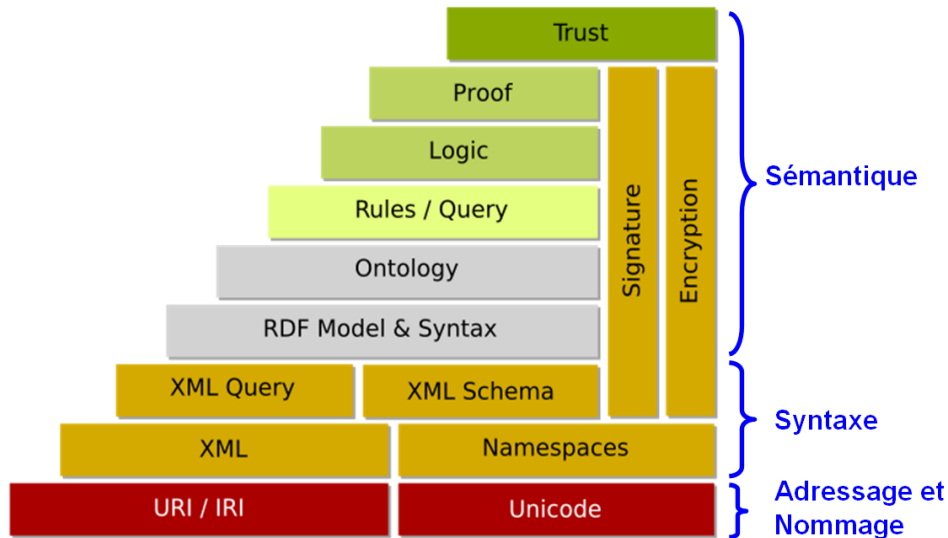 Trust
Proof
Logic
Rules / Query
Ontology
RDF Model & Syntax
Signature
Encryption
Sémantique
XML Query
XML Schema
XML
Namespaces
Syntaxe
URI / IRI
Unicode
Adressage et
Nommage